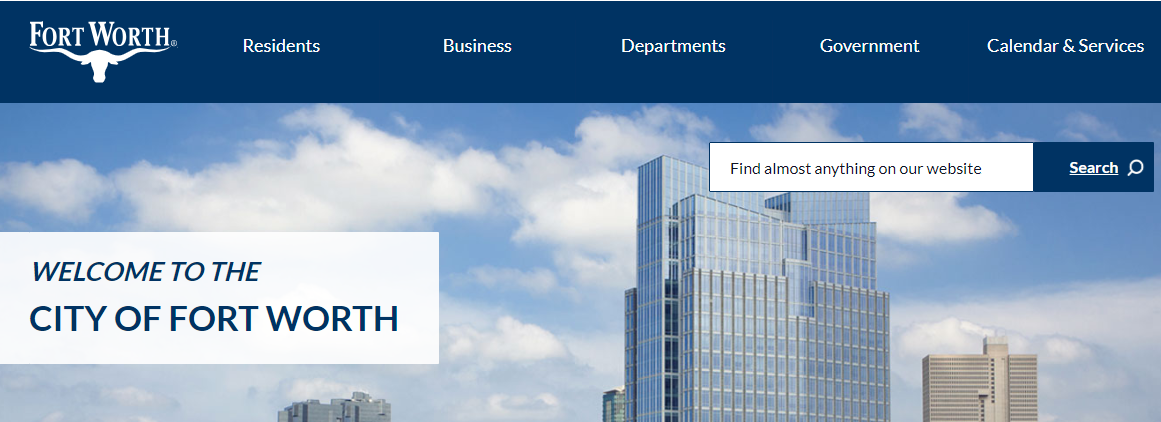 FORT WORTH®
Residents
Business
Departments
Government
Calendar & Services
Find almost anything on our website
Search
WELCOME TO THE
CITY OF FORT WORTH